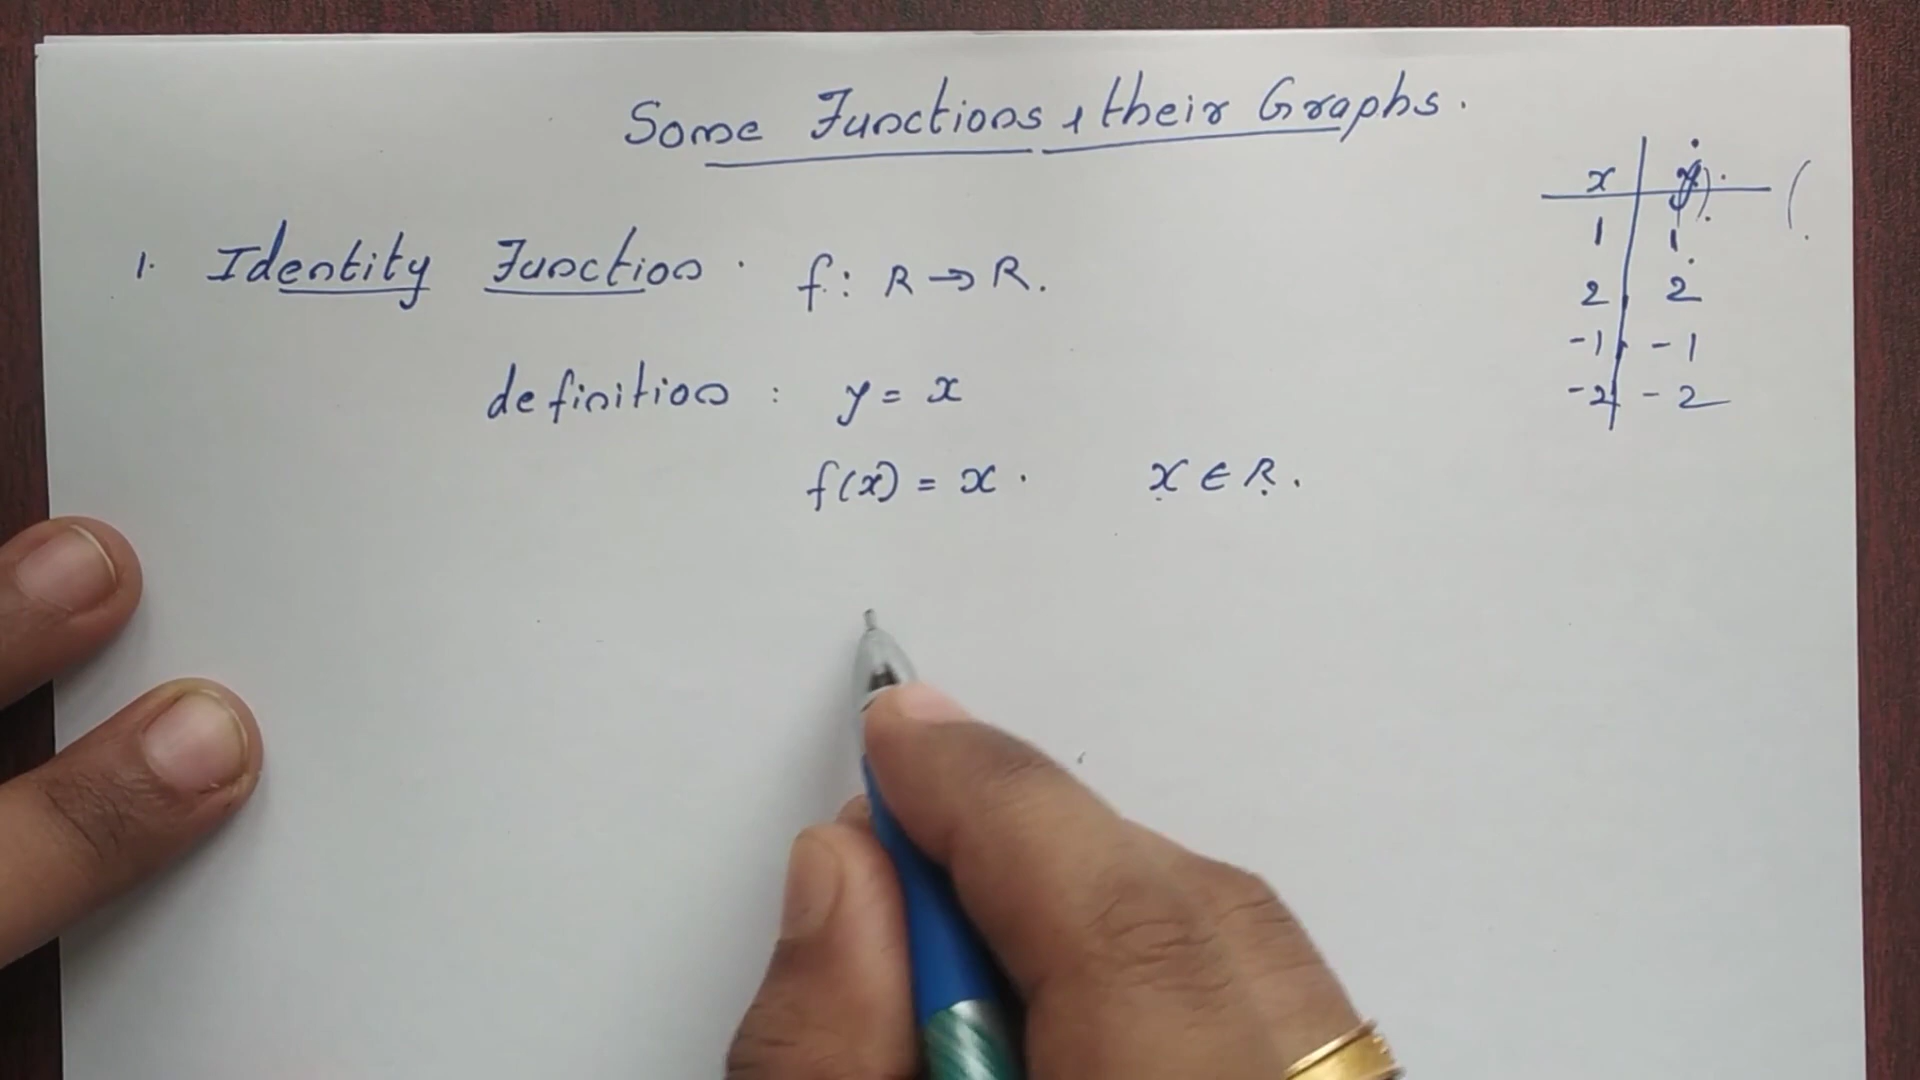 Some Functions & their Graphs.
1. Identity Function. f: R → R.
definition : y = x
f(x) = x . x ∈ R.
x y
1 1
2 2
-1 -1
-2 -2